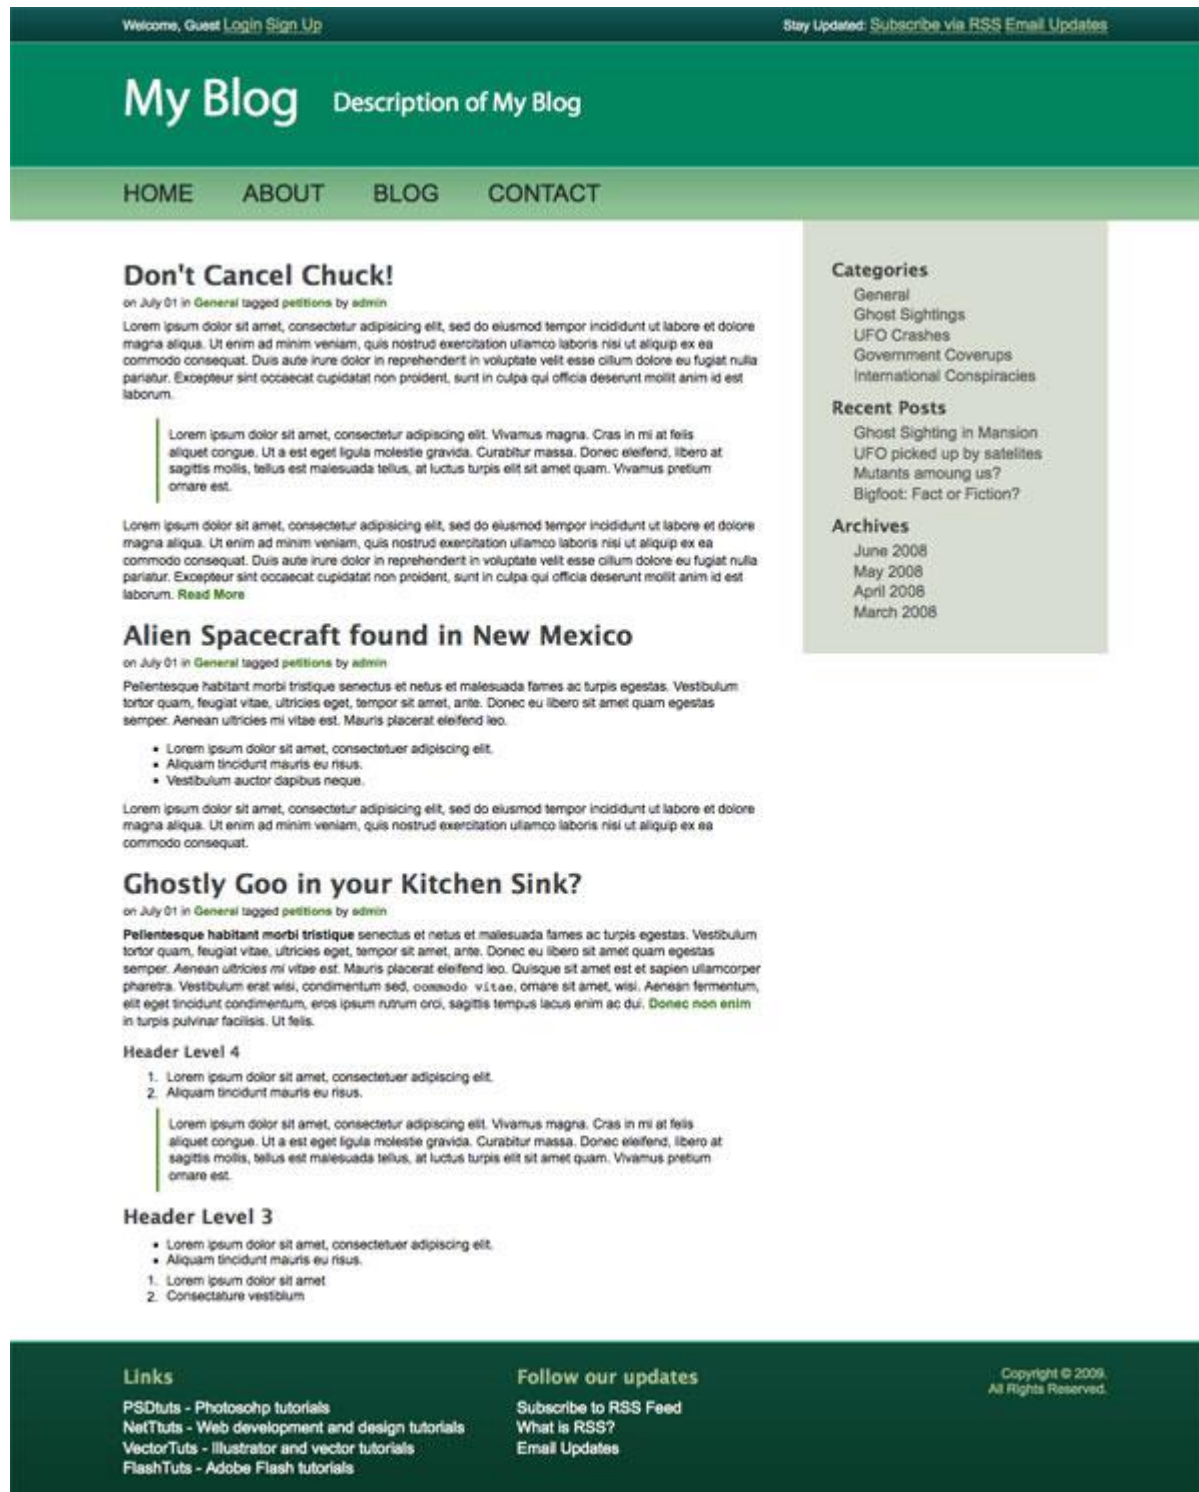 Welcome, Guest Login Sign Up
Stay Updated: Subscribe via RSS Email Updates
My Blog
Description of My Blog
HOME ABOUT BLOG CONTACT
Don't Cancel Chuck!
on July 01 in General tagged petitions by admin
Lorem ipsum dolor sit amet, consectetur adipisicing elit, sed do eiusmod tempor incididunt ut labore et dolore
magna aliqua. Ut enim ad minim veniam, quis nostrud exercitation ullamco laboris nisi ut aliquip ex ea
commodo consequat. Duis aute irure dolor in reprehenderit in voluptate velit esse cillum dolore eu fugiat nulla
pariatur. Excepteur sint occaecat cupidatat non proident, sunt in culpa qui officia deserunt mollit anim id est
laborum.
Lorem ipsum dolor sit amet, consectetur adipiscing elit. Vivamus magna. Cras in mi at felis
aliquet congue. Ut a est eget ligula molestie gravida. Curabitur massa. Donec eleifend, libero at
sagittis mollis, tellus est malesuada tellus, at luctus turpis elit sit amet quam. Vivamus pretium
ornare est.
Lorem ipsum dolor sit amet, consectetur adipisicing elit, sed do eiusmod tempor incididunt ut labore et dolore
magna aliqua. Ut enim ad minim veniam, quis nostrud exercitation ullamco laboris nisi ut aliquip ex ea
commodo consequat. Duis aute irure dolor in reprehenderit in voluptate velit esse cillum dolore eu fugiat nulla
pariatur. Excepteur sint occaecat cupidatat non proident, sunt in culpa qui officia deserunt mollit anim id est
laborum. Read More
Alien Spacecraft found in New Mexico
on July 01 in General tagged petitions by admin
Pellentesque habitant morbi tristique senectus et netus et malesuada fames ac turpis egestas. Vestibulum
tortor quam, feugiat vitae, ultricies eget, tempor sit amet, ante. Donec eu libero sit amet quam egestas
semper. Aenean ultricies mi vitae est. Mauris placerat eleifend leo.
• Lorem ipsum dolor sit amet, consectetuer adipiscing elit.
• Aliquam tincidunt mauris eu risus.
• Vestibulum auctor dapibus neque.
Lorem ipsum dolor sit amet, consectetur adipisicing elit, sed do eiusmod tempor incididunt ut labore et dolore
magna aliqua. Ut enim ad minim veniam, quis nostrud exercitation ullamco laboris nisi ut aliquip ex ea
commodo consequat.
Ghostly Goo in your Kitchen Sink?
on July 01 in General tagged petitions by admin
Pellentesque habitant morbi tristique senectus et netus et malesuada fames ac turpis egestas. Vestibulum
tortor quam, feugiat vitae, ultricies eget, tempor sit amet, ante. Donec eu libero sit amet quam egestas
semper. Aenean ultricies mi vitae est. Mauris placerat eleifend leo. Quisque sit amet est et sapien ullamcorper
pharetra. Vestibulum erat wisi, condimentum sed, commodo vitae, ornare sit amet, wisi. Aenean fermentum,
elit eget tincidunt condimentum, eros ipsum rutrum orci, sagittis tempus lacus enim ac dui. Donec non enim
in turpis pulvinar facilisis. Ut felis.
Header Level 4
1. Lorem ipsum dolor sit amet, consectetuer adipiscing elit.
2. Aliquam tincidunt mauris eu risus.
Lorem ipsum dolor sit amet, consectetur adipiscing elit. Vivamus magna. Cras in mi at felis
aliquet congue. Ut a est eget ligula molestie gravida. Curabitur massa. Donec eleifend, libero at
sagittis mollis, tellus est malesuada tellus, at luctus turpis elit sit amet quam. Vivamus pretium
ornare est.
Header Level 3
• Lorem ipsum dolor sit amet, consectetuer adipiscing elit.
• Aliquam tincidunt mauris eu risus.
1. Lorem ipsum dolor sit amet
2. Consectature vestiblum
Categories
General
Ghost Sightings
UFO Crashes
Government Coverups
International Conspiracies
Recent Posts
Ghost Sighting in Mansion
UFO picked up by satelites
Mutants amoung us?
Bigfoot: Fact or Fiction?
Archives
June 2008
May 2008
April 2008
March 2008
Links
PSDtuts - Photosohp tutorials
NetTtuts - Web development and design tutorials
VectorTuts - Illustrator and vector tutorials
FlashTuts - Adobe Flash tutorials
Follow our updates
Subscribe to RSS Feed
What is RSS?
Email Updates
Copyright © 2009.
All Rights Reserved.